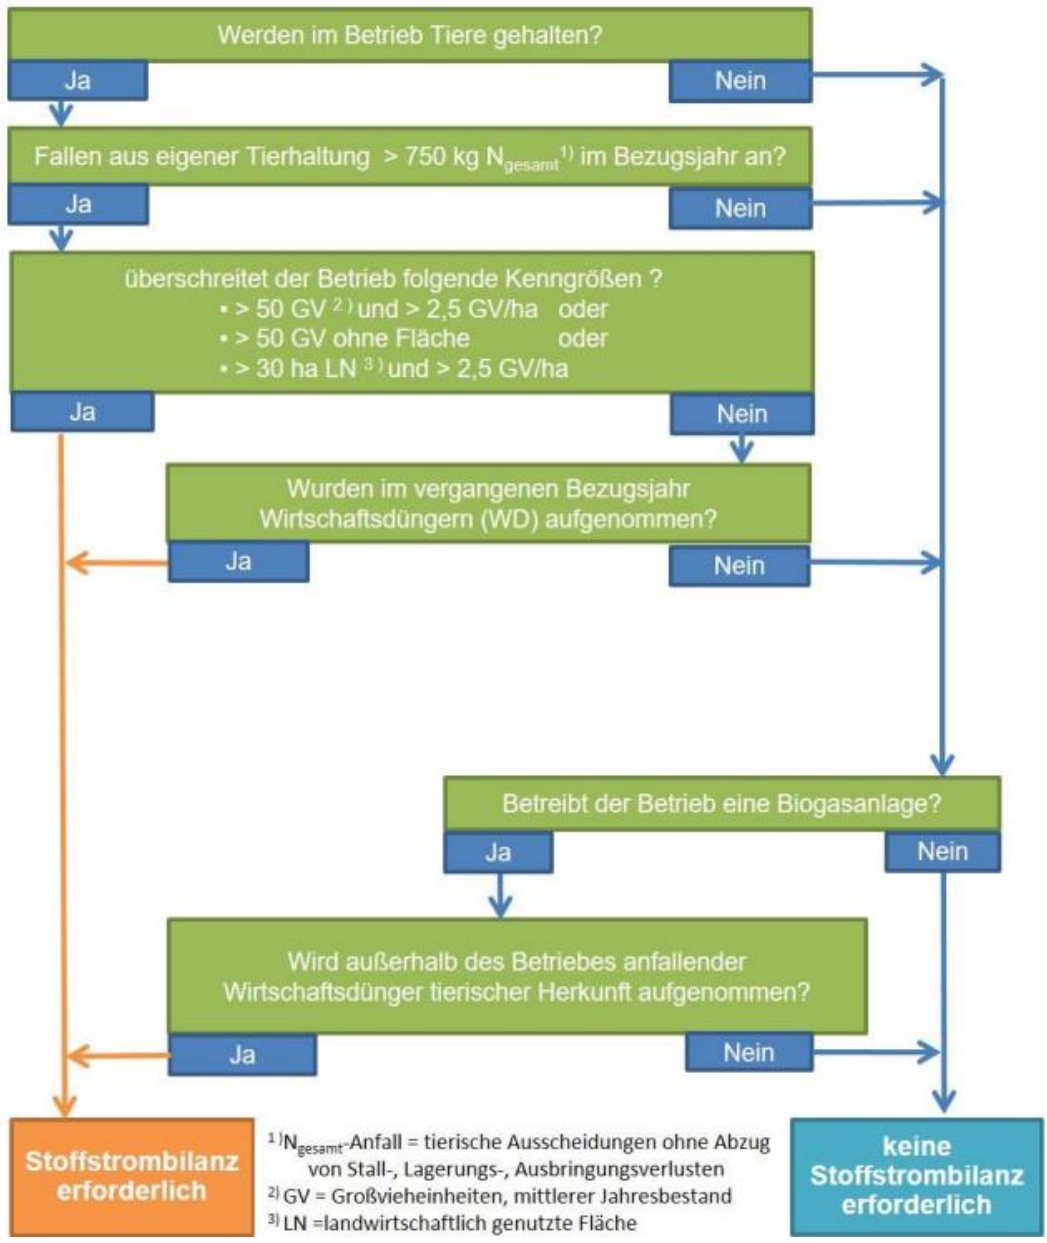 Werden im Betrieb Tiere gehalten?
Ja
Nein
Fallen aus eigener Tierhaltung > 750 kg Ngesamt1) im Bezugsjahr an?
Ja
Nein
überschreitet der Betrieb folgende Kenngrößen ?
• > 50 GV 2) und > 2,5 GV/ha oder
• > 50 GV ohne Fläche oder
• > 30 ha LN 3) und > 2,5 GV/ha
Ja
Nein
Wurden im vergangenen Bezugsjahr
Wirtschaftsdüngern (WD) aufgenommen?
Ja
Nein
Betreibt der Betrieb eine Biogasanlage?
Ja
Nein
Wird außerhalb des Betriebes anfallender
Wirtschaftsdünger tierischer Herkunft aufgenommen?
Ja
Nein
Stoffstrombilanz
erforderlich
1) Ngesamt-Anfall = tierische Ausscheidungen ohne Abzug
von Stall-, Lagerungs-, Ausbringungsverlusten
2) GV = Großvieheinheiten, mittlerer Jahresbestand
3) LN =landwirtschaftlich genutzte Fläche
keine
Stoffstrombilanz
erforderlich